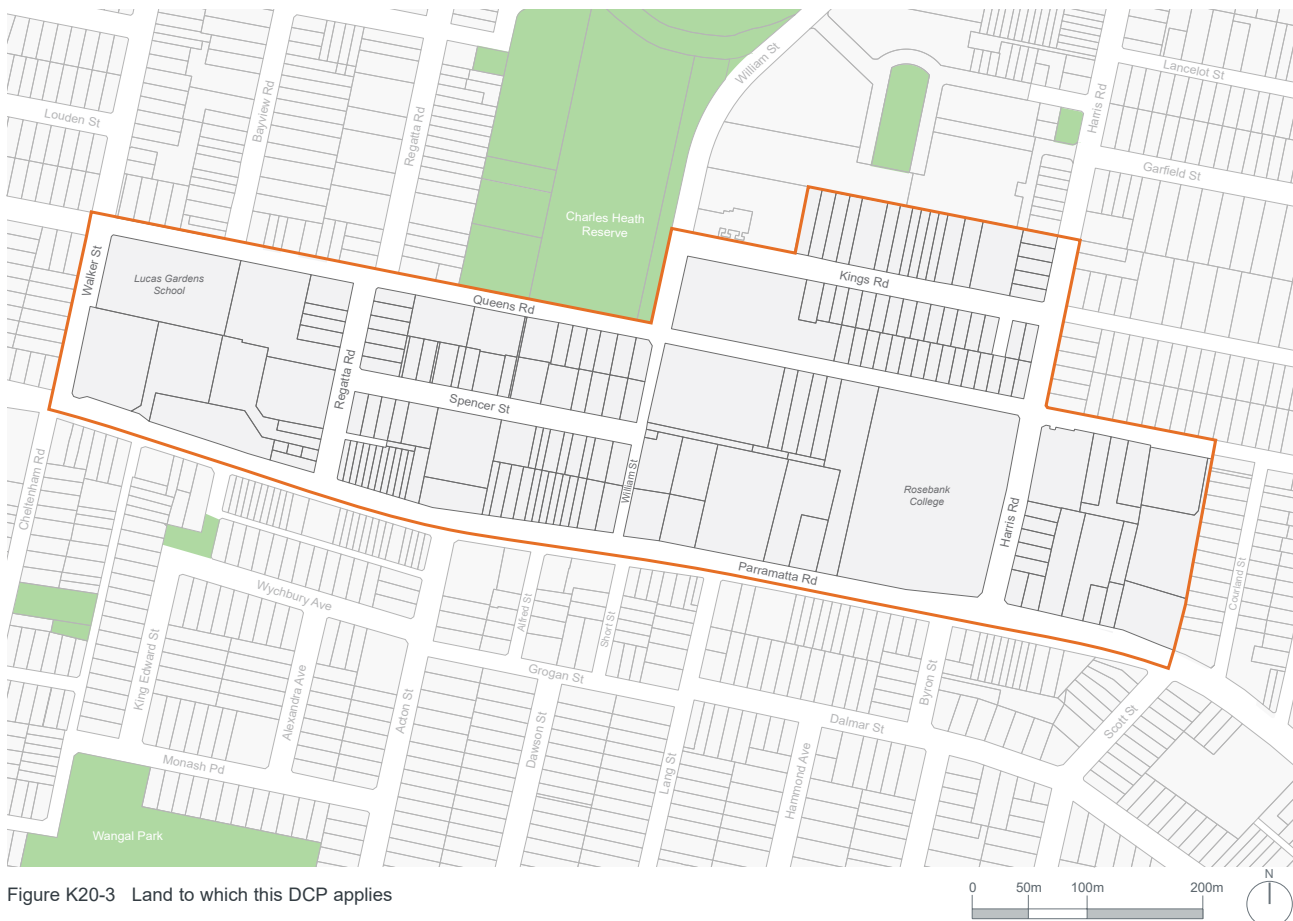 William St
Lancelot St
Harris Rd
Bayview Rd
Louden St
Regatta Rd
Garfield St
Charles Heath
Reserve
Walker St
Lucas Gardens
School
Kings Rd
Queens Rd
Regatta Rd
Spencer St
William St
Rosebank
College
Harris Rd
Cheltenham Rd
Parramatta Rd
Courland St
Wychbury Ave
Alfred St
Short St
King Edward St
Grogan St
Byron St
Alexandra Ave
Acton St
Dawson St
Dalmar St
Scott St
Lang St
Hammond Ave
Monash Pd
Wangal Park
Figure K20-3 Land to which this DCP applies
0 50m 100m 200m
N